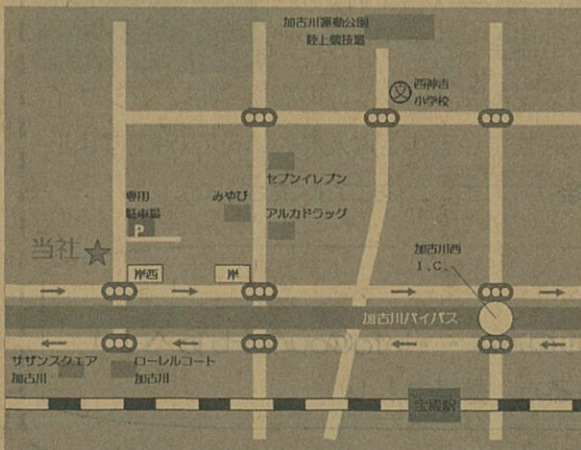 加古川運動公園
陸上競技場
西神吉
小学校
セブンイレブン
専用
駐車場
みやび
アルカドラッグ
P
当社
加古川西
I.C.
岸西
岸
加古川バイパス
サザンスクエア
加古川
ローレルコート
加古川
宝殿駅